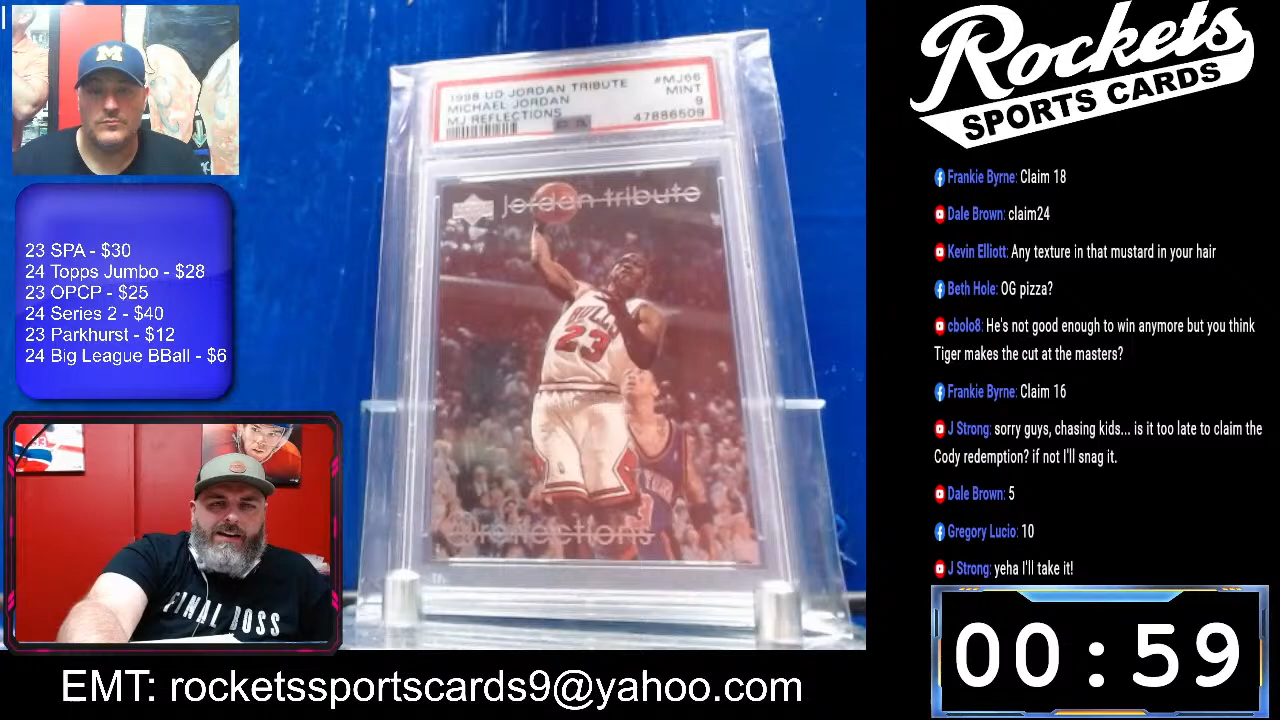 M
23 SPA - $30
24 Topps Jumbo - $28
23 OPCP - $25
24 Series 2 - $40
23 Parkhurst - $12
24 Big League BBall - $6
FINAL BOSS
1998 UD JORDAN TRIBUTE
MICHAEL JORDAN
MJ REFLECTIONS
#MJ66
MINT
9
47886509
jordan tribute
BULLS
23
mjreflections
Rockets
SPORTS CARDS
Frankie Byrne: Claim 18
Dale Brown: claim24
Kevin Elliott: Any texture in that mustard in your hair
Beth Hole: OG pizza?
cbolo8: He's not good enough to win anymore but you think
Tiger makes the cut at the masters?
Frankie Byrne: Claim 16
J Strong: sorry guys, chasing kids... is it too late to claim the
Cody redemption? if not I'll snag it.
Dale Brown: 5
Gregory Lucio: 10
J Strong: yeha I'll take it!
00:59
EMT: rocketssportscards9@yahoo.com